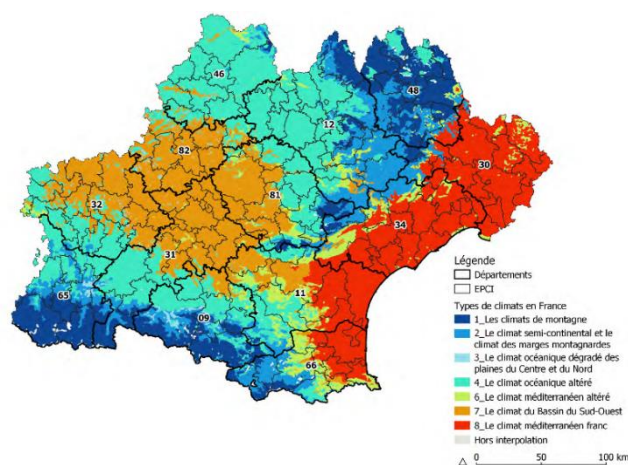 46
48
12
82
30
81
32
34
31
11
65
09
66
Légende
Départements
EPCI
Types de climats en France
1_Les climats de montagne
2_Le climat semi-continental et le
climat des marges montagnardes
3_Le climat océanique dégradé des
plaines du Centre et du Nord
4_Le climat océanique altéré
6_Le climat méditerranéen altéré
7_Le climat du Bassin du Sud-Ouest
8_Le climat méditerranéen franc
Hors interpolation
0 50 100 km